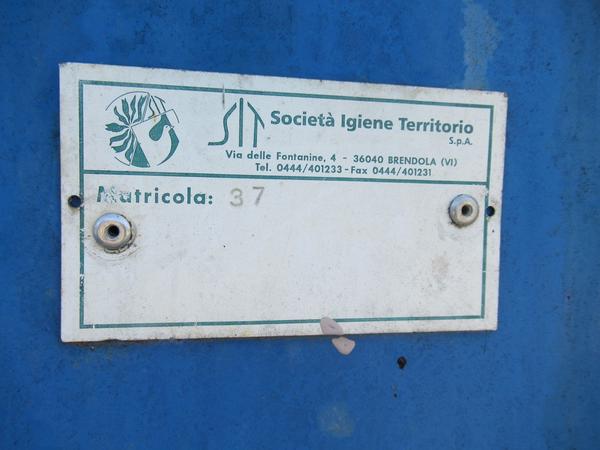 SIT Società Igiene Territorio
S.p.A.
Via delle Fontanine, 4 - 36040 BRENDOLA (VI)
Tel. 0444/401233 - Fax 0444/401231
Matricola: 37